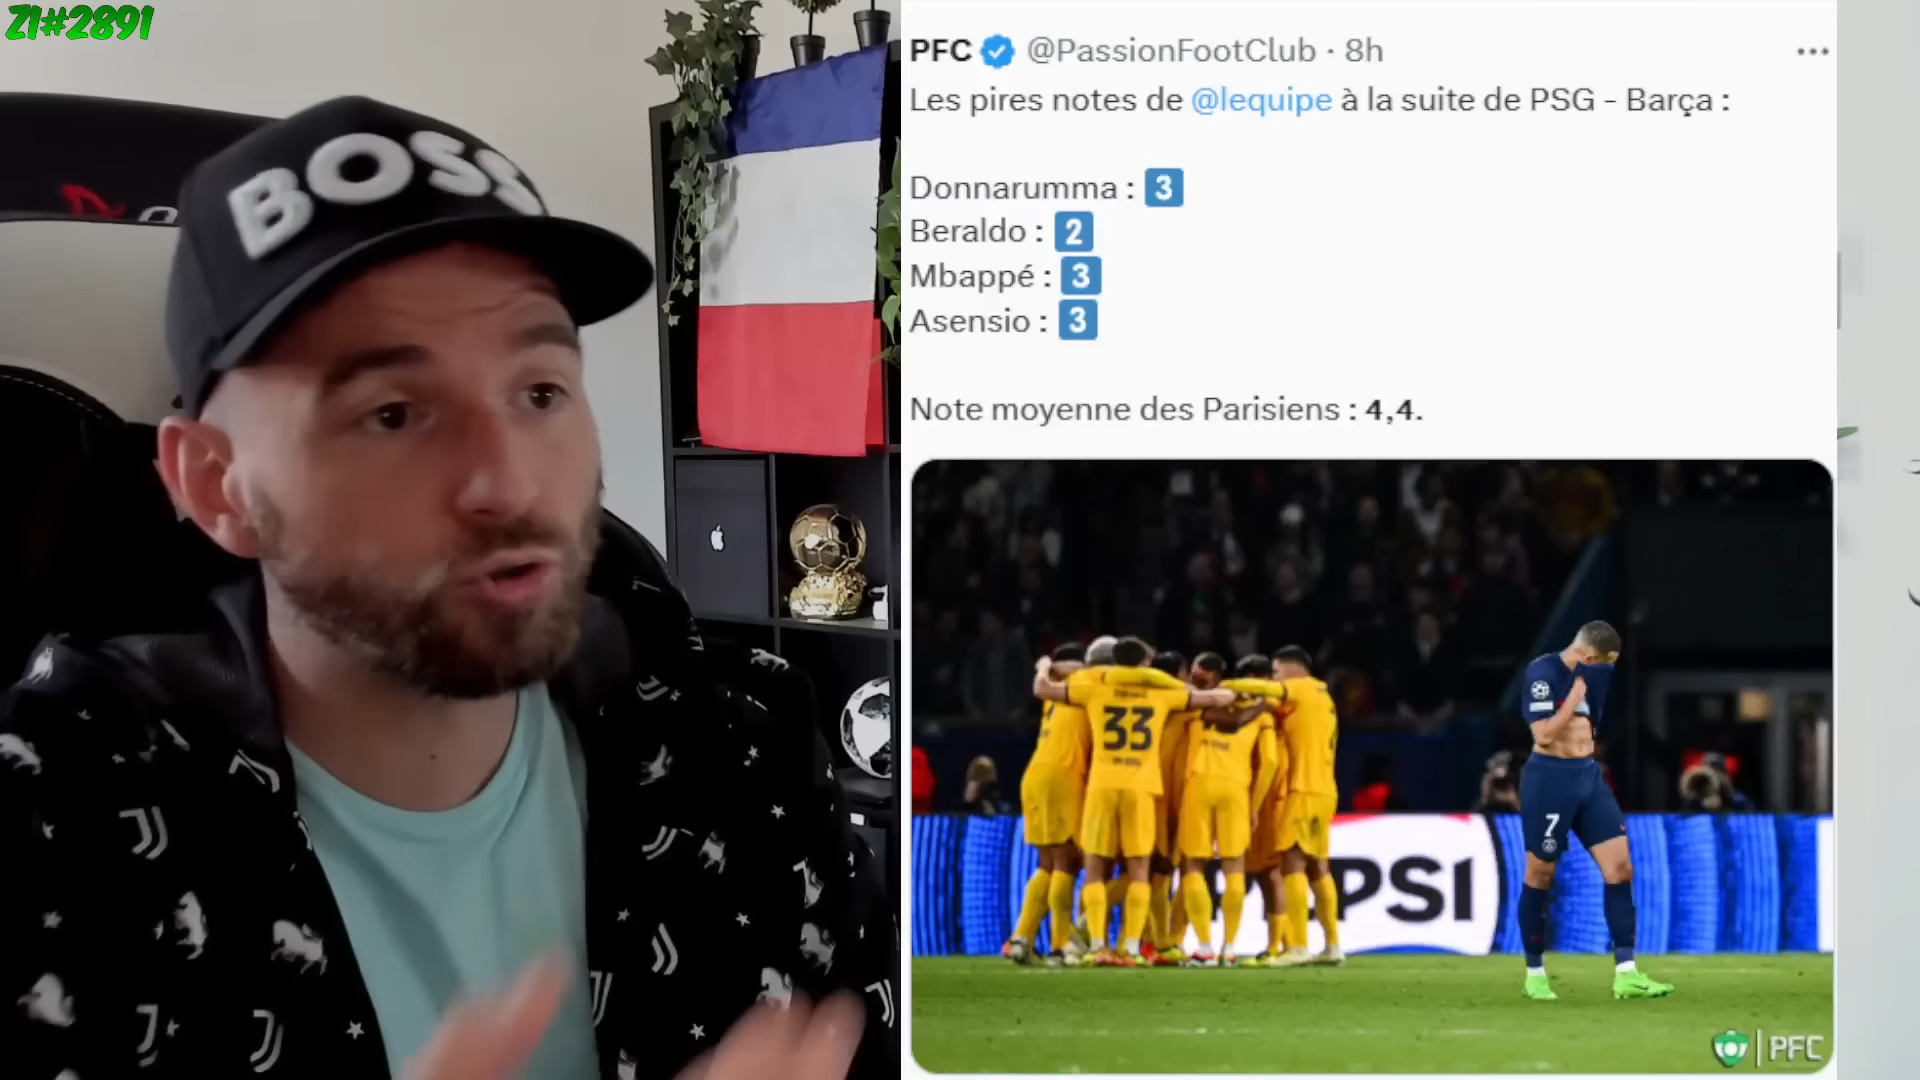 Z1#2891
BOSS
PFC @PassionFootClub · 8h
Les pires notes de @lequipe à la suite de PSG - Barça :
Donnarumma : 3
Beraldo : 2
Mbappé : 3
Asensio : 3
Note moyenne des Parisiens : 4,4.
33
7
PSI
PFC